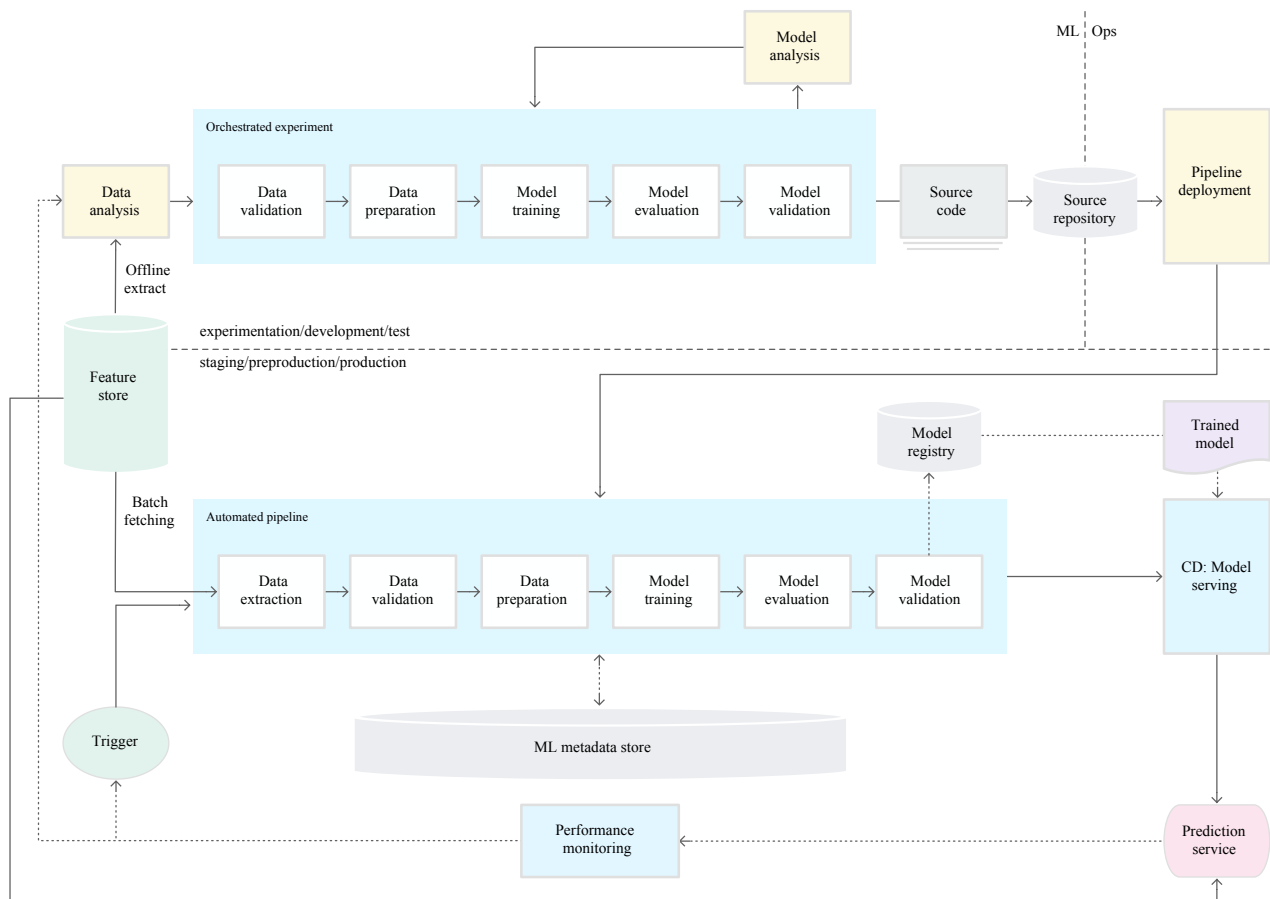 Model
analysis
ML
Ops
Orchestrated experiment
Data
analysis
Data
validation
Data
preparation
Model
training
Model
evaluation
Model
validation
Source
code
Source
repository
Pipeline
deployment
Offline
extract
experimentation/development/test
staging/preproduction/production
Feature
store
Model
registry
Trained
model
Batch
fetching
Automated pipeline
Data
extraction
Data
validation
Data
preparation
Model
training
Model
evaluation
Model
validation
CD: Model
serving
Trigger
ML metadata store
Performance
monitoring
Prediction
service